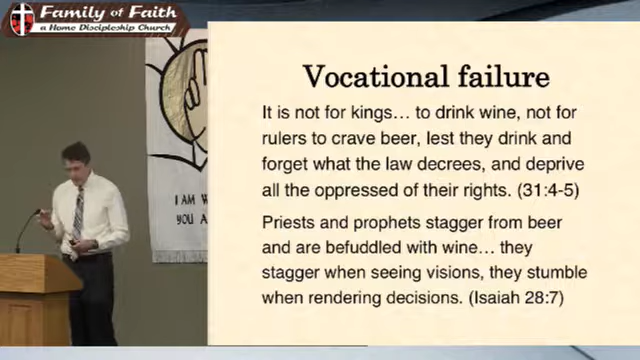 Family of Faith
a Home Discipleship Church
Vocational failure
It is not for kings… to drink wine, not for
rulers to crave beer, lest they drink and
forget what the law decrees, and deprive
all the oppressed of their rights. (31:4-5)
Priests and prophets stagger from beer
and are befuddled with wine… they
stagger when seeing visions, they stumble
when rendering decisions. (Isaiah 28:7)
I AM W
YOU A